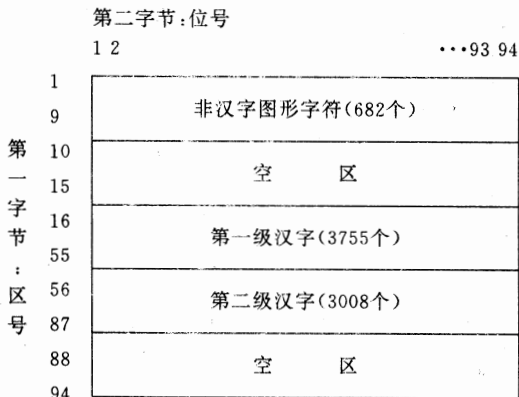 第二字节:位号
1 2 ···93 94
1
非汉字图形字符(682个)
9
10
空 区
15
16
第一级汉字(3755个)
55
56
第二级汉字(3008个)
87
88
空 区
94
第一字节:区号